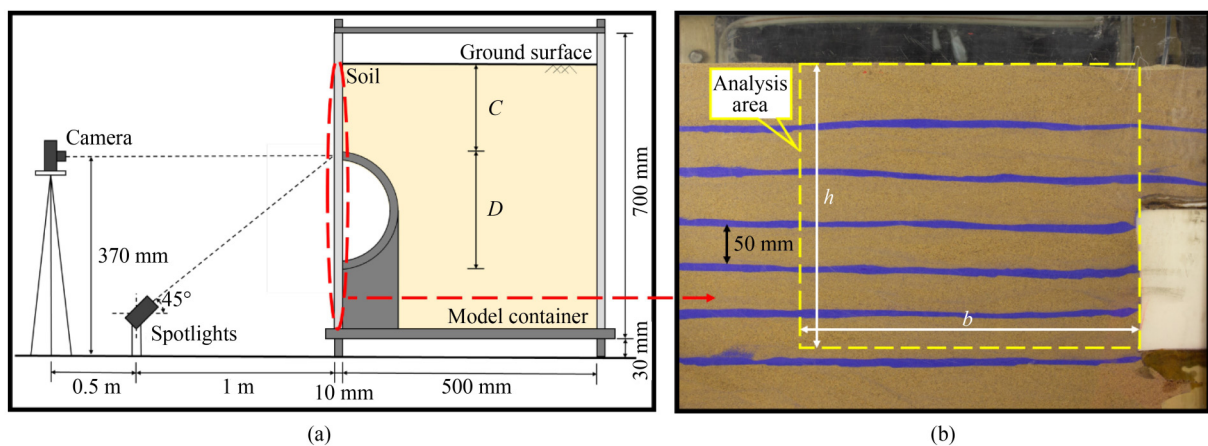 Ground surface
Soil
C
Camera
D
700 mm
370 mm
45°
Spotlights
Model container
30 mm
0.5 m
1 m
10 mm
500 mm
(a)
Analysis
area
h
50 mm
b
(b)